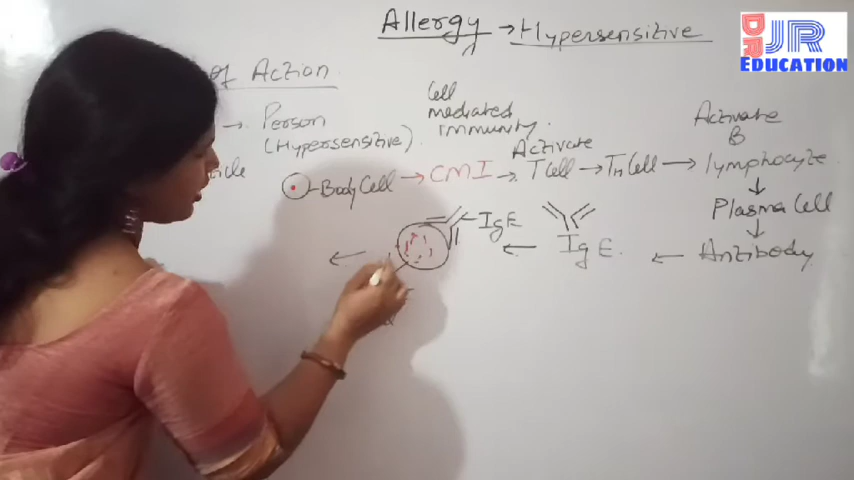 Allergy → Hypersensitive
DR JR
EDUCATION
of Action
→ Person
(Hypersensitive)
Cell
mediated
immunity.
Activate
B
lymphocyte
Body Cell → CMI → Activate T Cell → TH Cell →
↓
Plasma Cell
↓
Antibody
← IgE.
← IgE
←